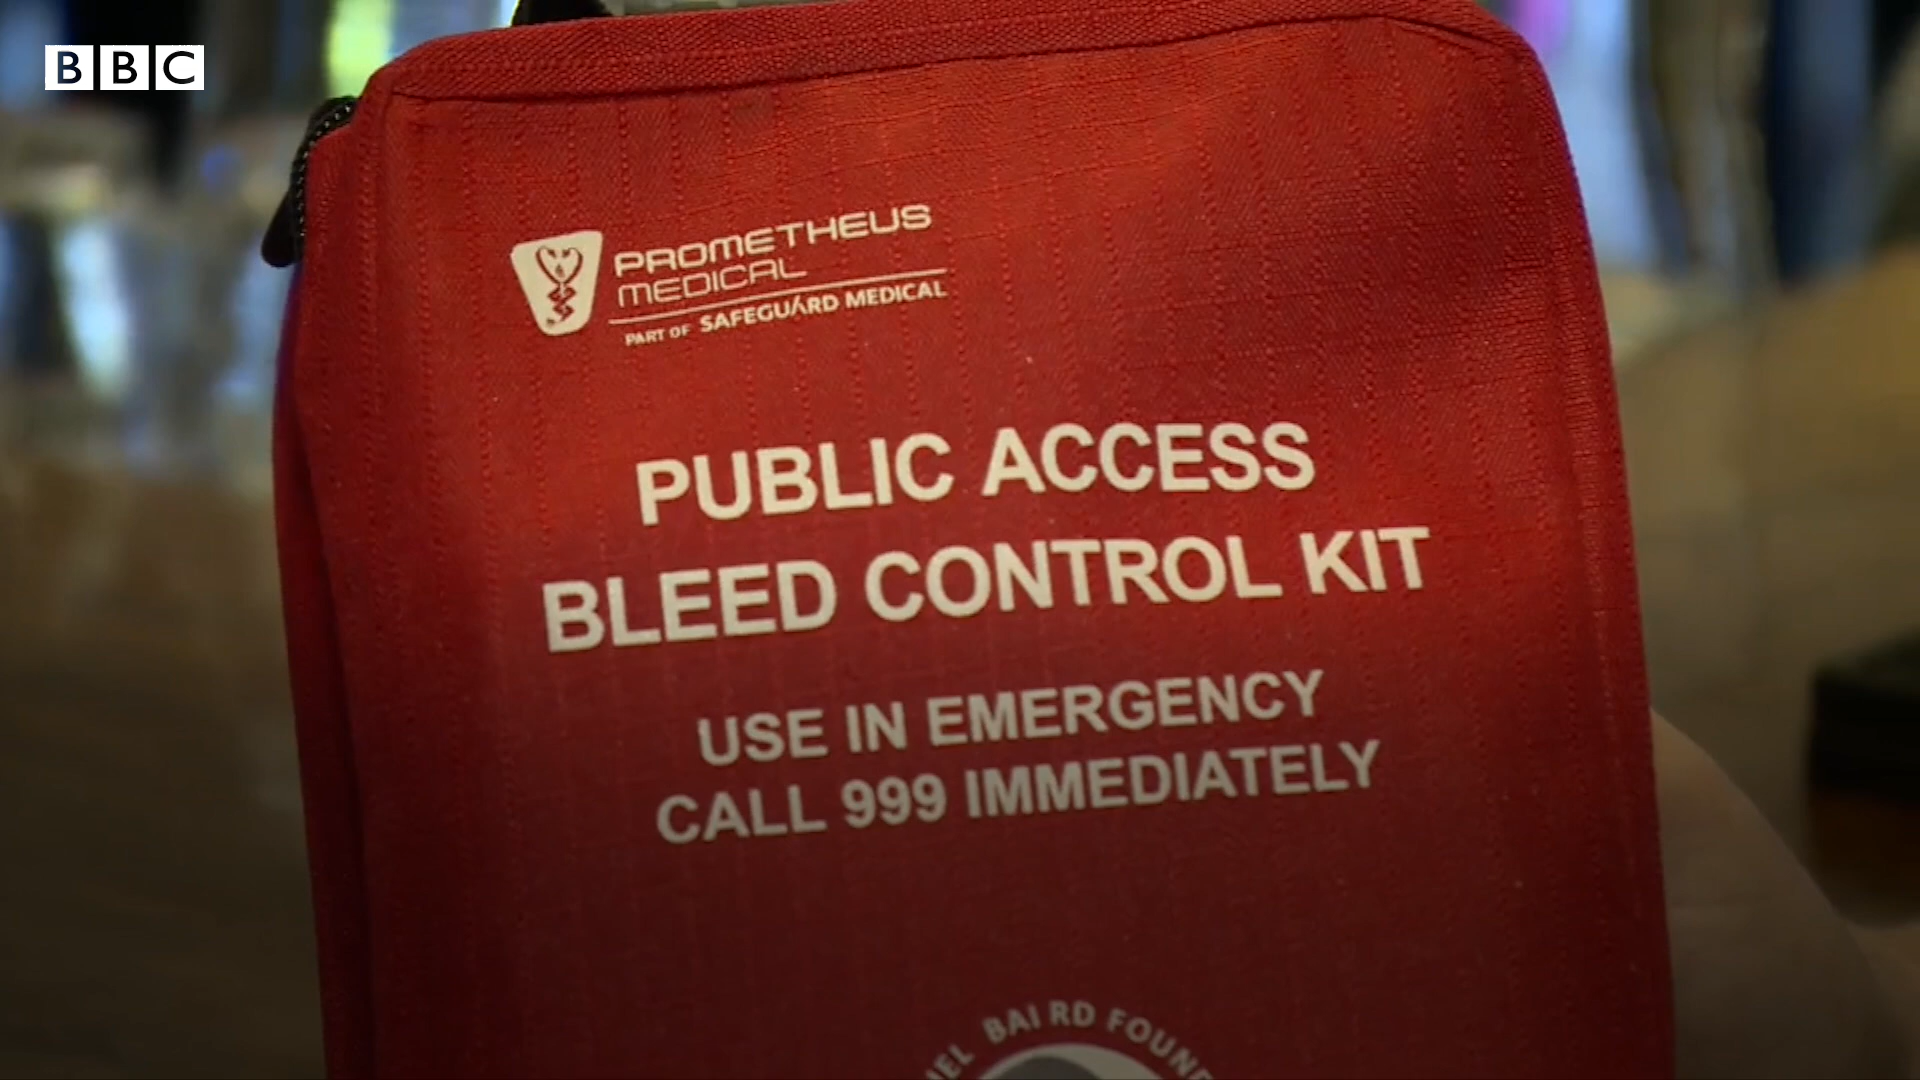 BBC
PROMETHEUS
MEDICAL
PART OF SAFEGUARD MEDICAL
PUBLIC ACCESS
BLEED CONTROL KIT
USE IN EMERGENCY
CALL 999 IMMEDIATELY
BAIRD